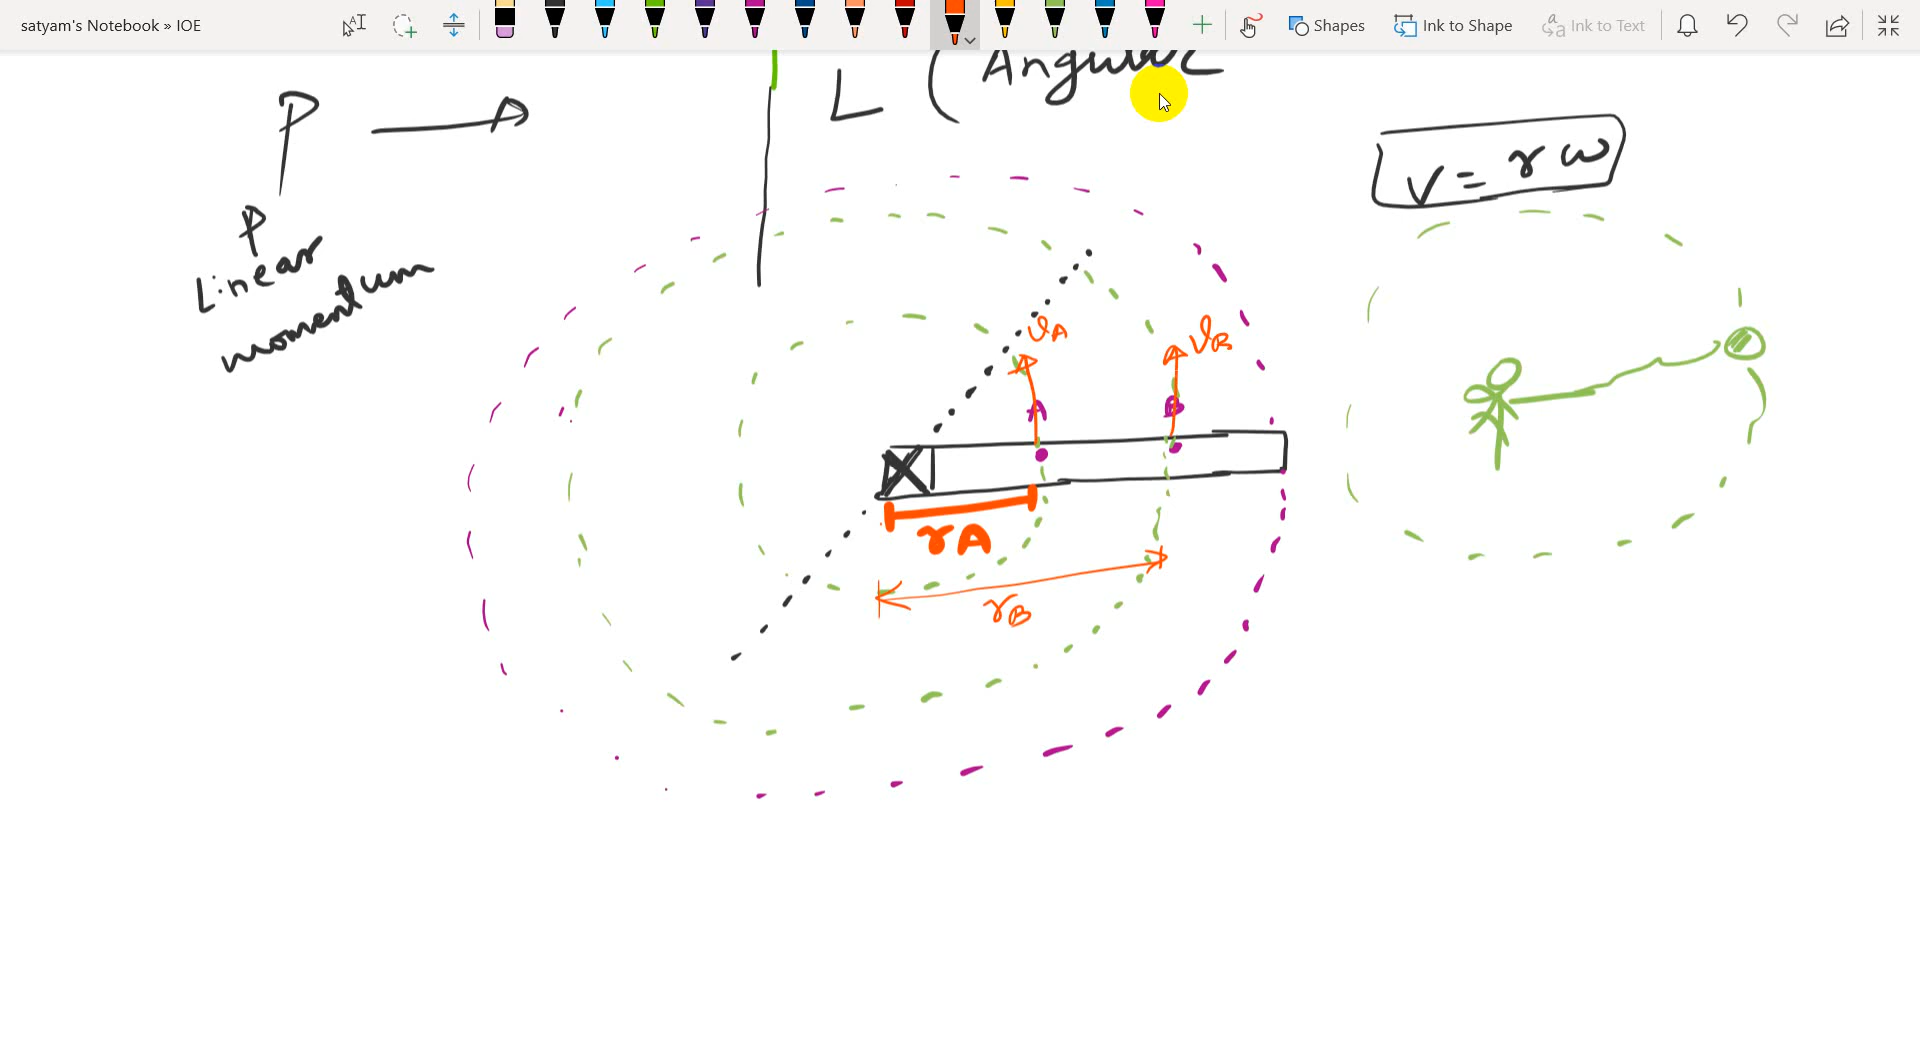 satyam's Notebook » IOE
Shapes
Ink to Shape
Ink to Text
P
L (Angular
V = rω
P
Linear
momentum
vA
vB
A
B
rA
rB